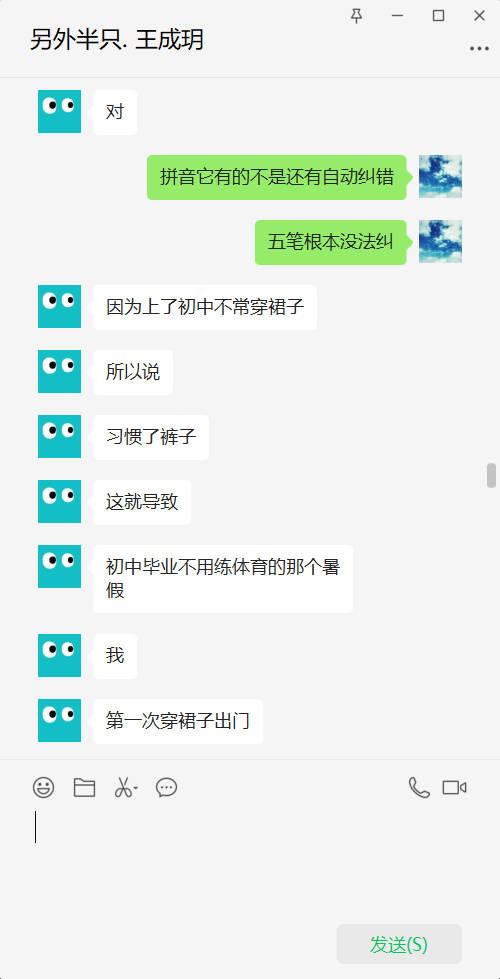 另外半只. 王成玥
对
拼音它有的不是还有自动纠错
五笔根本没法纠
因为上了初中不常穿裙子
所以说
习惯了裤子
这就导致
初中毕业不用练体育的那个暑
假
我
第一次穿裙子出门
发送(S)